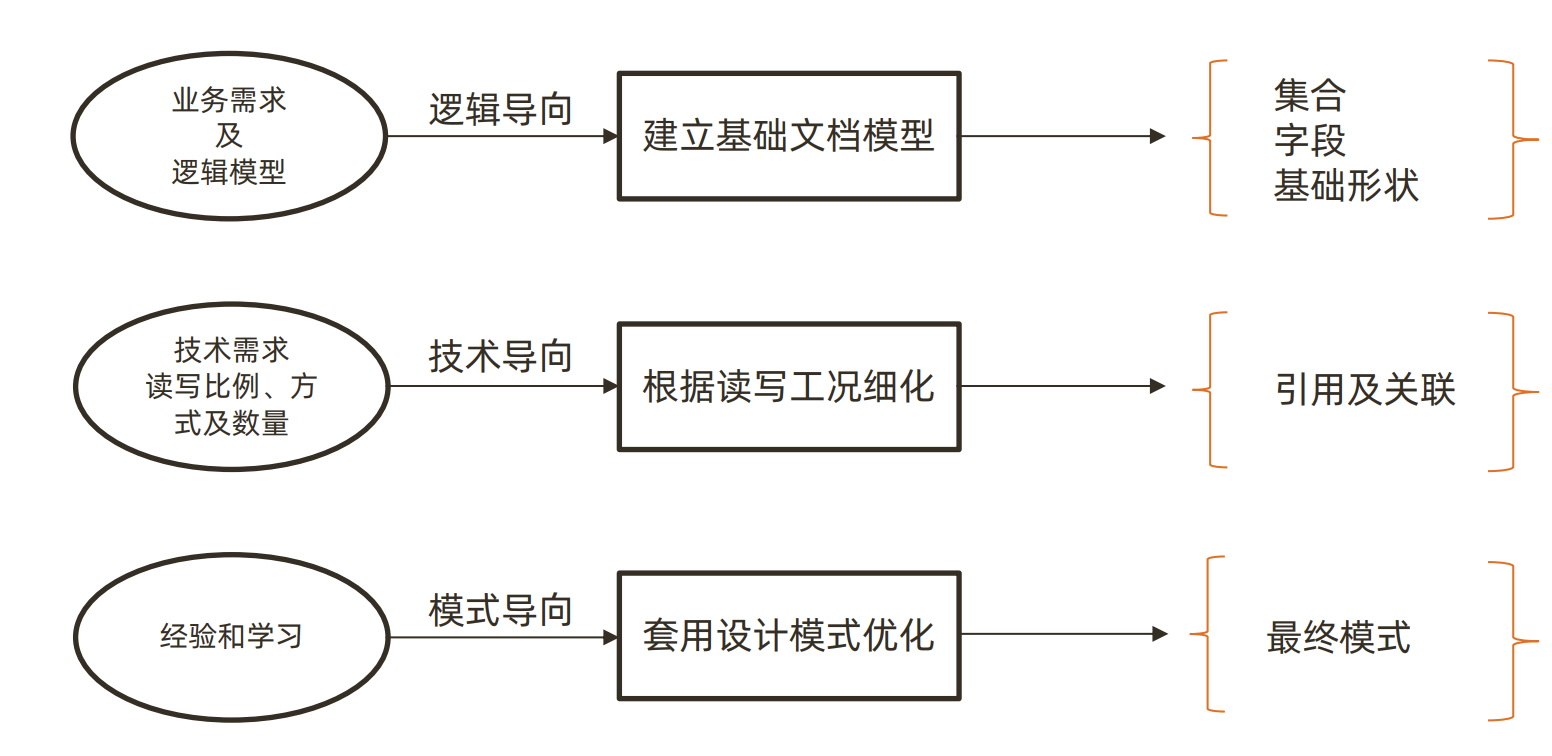 业务需求
及
逻辑模型
逻辑导向
建立基础文档模型
集合
字段
基础形状
技术需求
读写比例、方
式及数量
技术导向
根据读写工况细化
引用及关联
经验和学习
模式导向
套用设计模式优化
最终模式